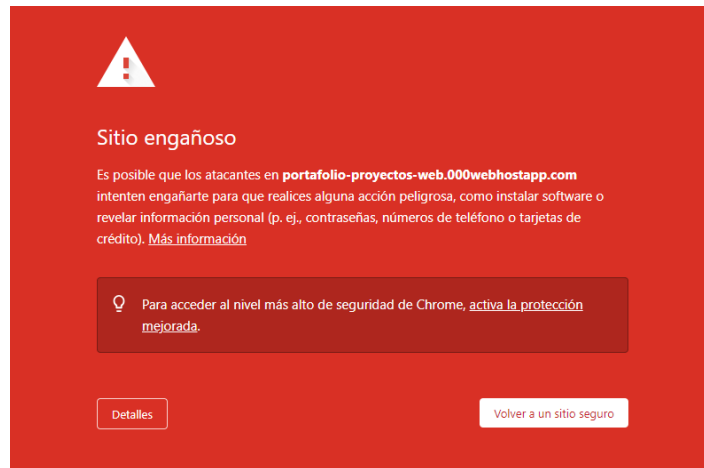 Sitio engañoso
Es posible que los atacantes en portafolio-proyectos-web.000webhostapp.com
intenten engañarte para que realices alguna acción peligrosa, como instalar software o
revelar información personal (p. ej., contraseñas, números de teléfono o tarjetas de
crédito). Más información
Para acceder al nivel más alto de seguridad de Chrome, activa la protección
mejorada.
Detalles
Volver a un sitio seguro